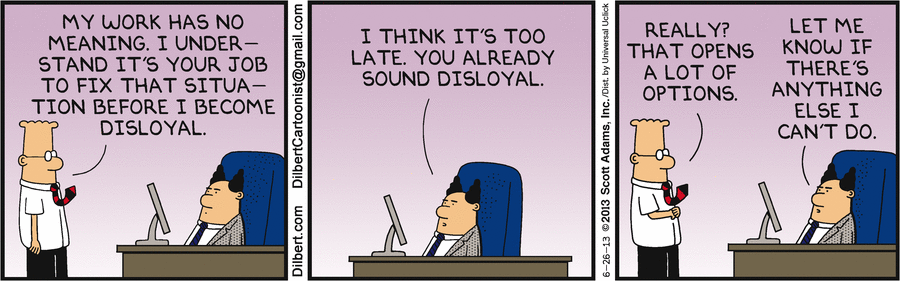 MY WORK HAS NO
MEANING. I UNDER-
STAND IT'S YOUR JOB
TO FIX THAT SITUA-
TION BEFORE I BECOME
DISLOYAL.
Dilbert.com DilbertCartoonist@gmail.com
I THINK IT'S TOO
LATE. YOU ALREADY
SOUND DISLOYAL.
6-26-13 ©2013 Scott Adams, Inc./Dist. by Universal Uclick
REALLY?
THAT OPENS
A LOT OF
OPTIONS.
LET ME
KNOW IF
THERE'S
ANYTHING
ELSE I
CAN'T DO.